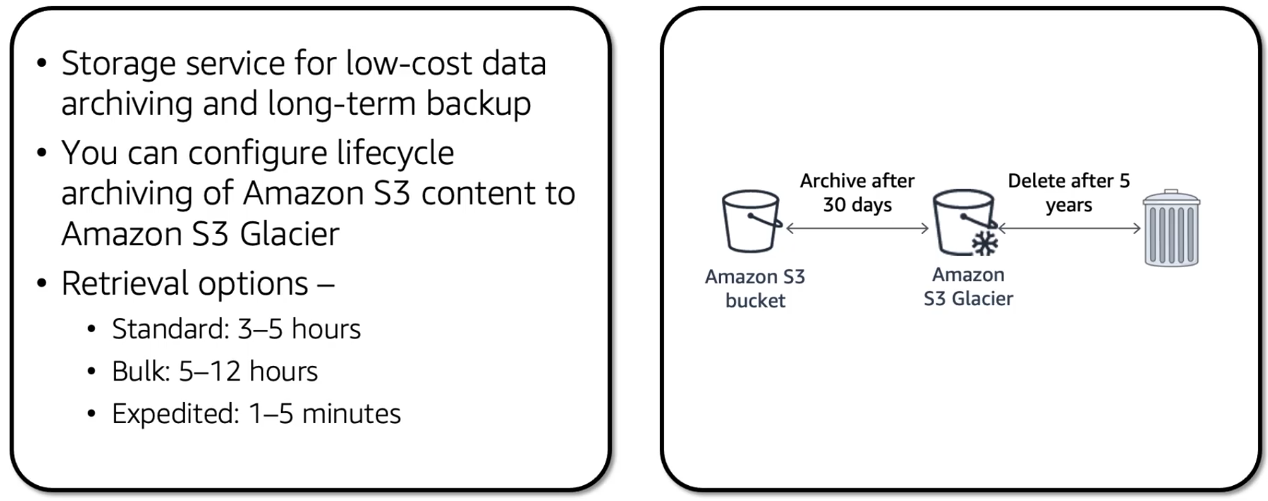 • Storage service for low-cost data
archiving and long-term backup
• You can configure lifecycle
archiving of Amazon S3 content to
Amazon S3 Glacier
• Retrieval options –
• Standard: 3–5 hours
• Bulk: 5–12 hours
• Expedited: 1–5 minutes
Archive after
30 days
Delete after 5
years
Amazon S3
bucket
Amazon
S3 Glacier